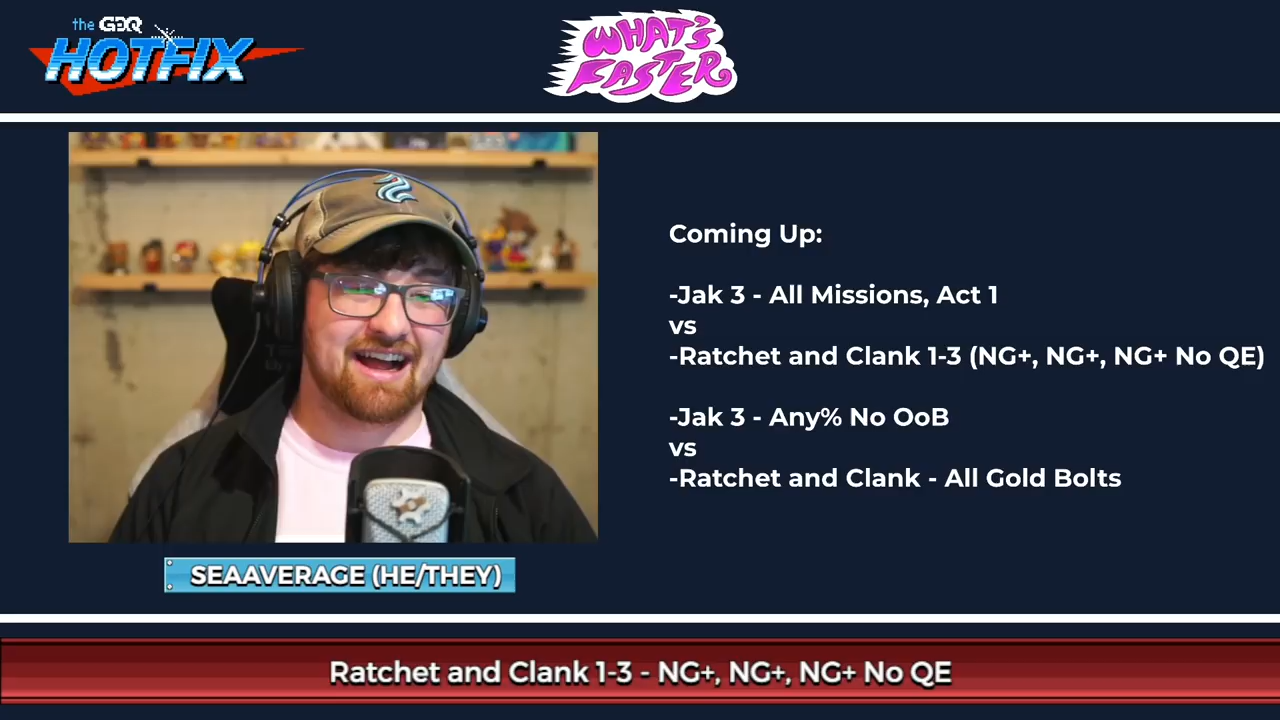 the GDQ
HOTFIX
WHAT'S
FASTER
Coming Up:
-Jak 3 - All Missions, Act 1
vs
-Ratchet and Clank 1-3 (NG+, NG+, NG+ No QE)
-Jak 3 - Any% No OoB
vs
-Ratchet and Clank - All Gold Bolts
SEAAVERAGE (HE/THEY)
Ratchet and Clank 1-3 - NG+, NG+, NG+ No QE